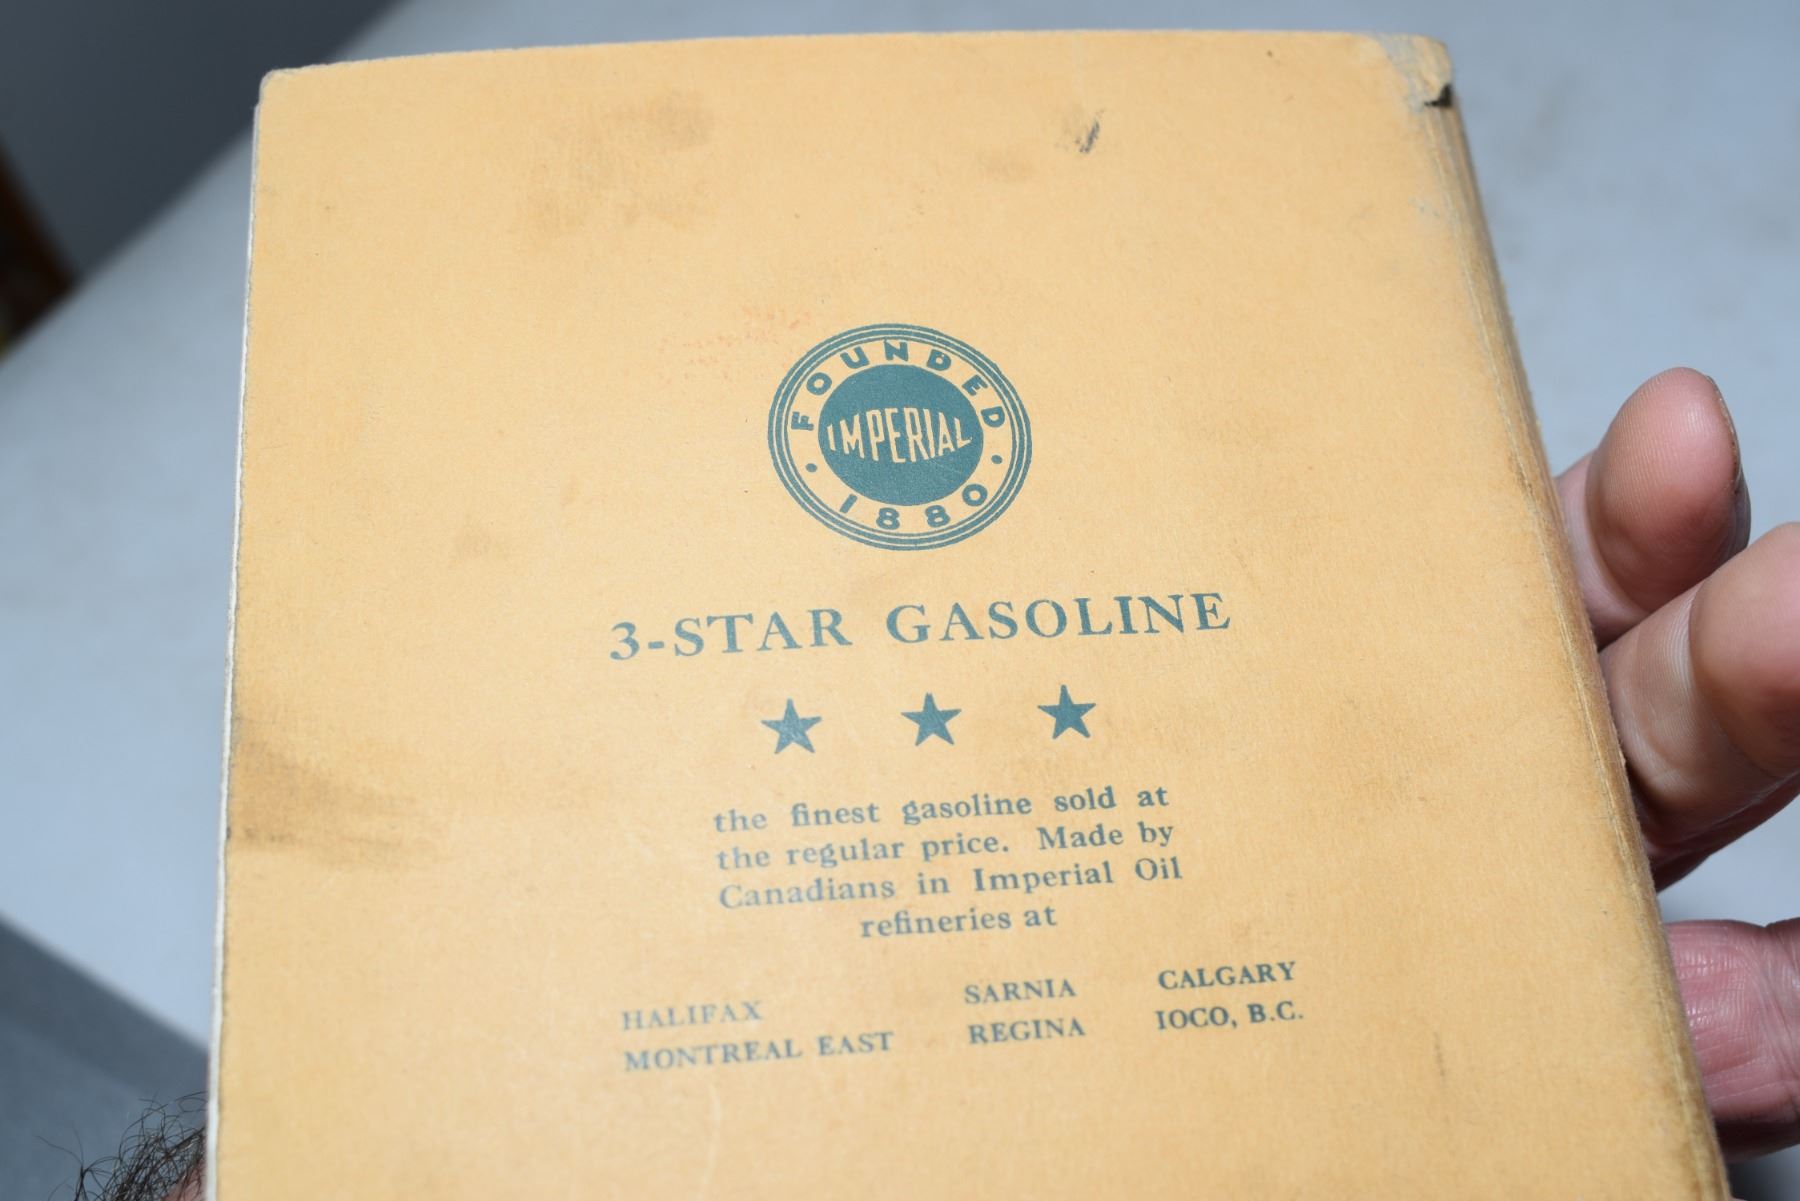 FOUNDED
IMPERIAL
· 1880 ·
3-STAR GASOLINE
★ ★ ★
the finest gasoline sold at
the regular price. Made by
Canadians in Imperial Oil
refineries at
HALIFAX SARNIA CALGARY
MONTREAL EAST REGINA IOCO, B.C.